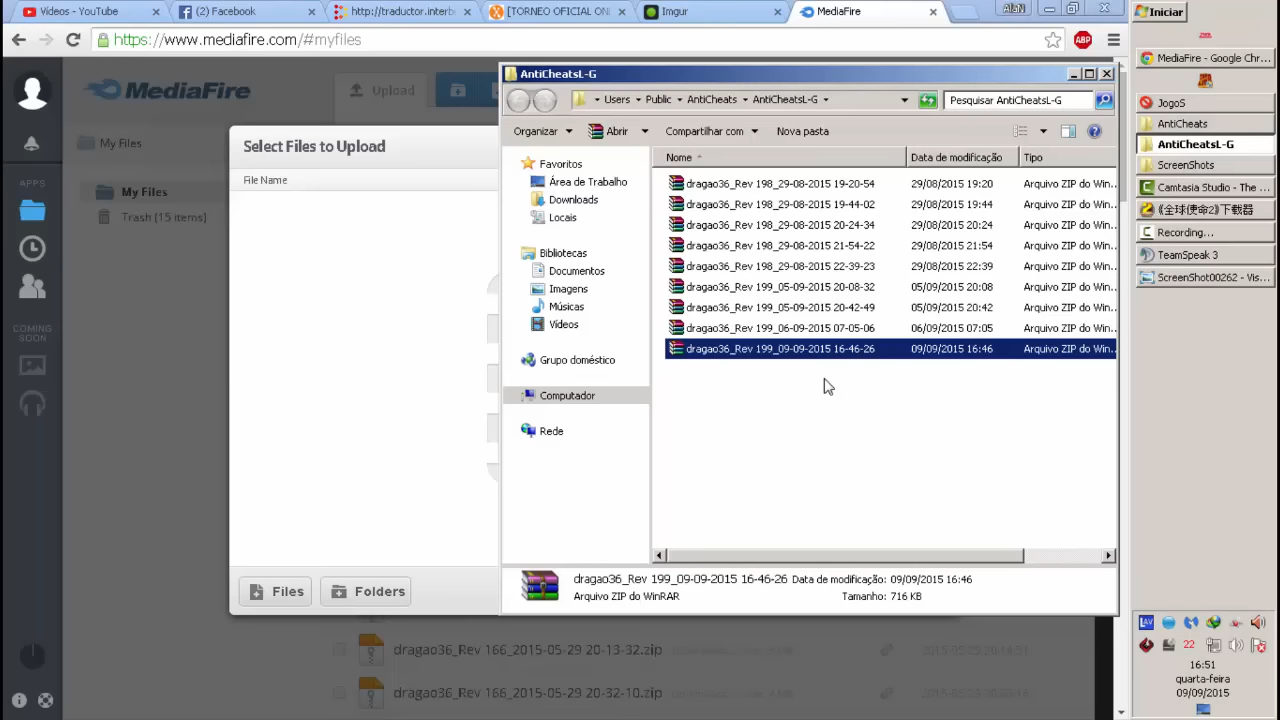 Vídeos - YouTube
(2) Facebook
http://traductor.interb
[TORNEO OFICIAL ON
Imgur
MediaFire
AlaN
Iniciar
https://www.mediafire.com/#myfiles
ABP
MediaFire - Google Chr...
MediaFire
Upload
AntiCheatsL-G
Users Public AntiCheats AntiCheatsL-G
Pesquisar AntiCheatsL-G
JogoS
AntiCheats
AntiCheatsL-G
ScreenShots
Camtasia Studio - The ...
《全球使命2》下载器
Recording...
TeamSpeak 3
ScreenShot00262 - Vis...
Organizar
Abrir
Compartilhar com
Nova pasta
My Files
Select Files to Upload
File Name
APPS
My Files
Trash [15 items]
COMING
SOON
Favoritos
Área de Trabalho
Downloads
Locais
Bibliotecas
Documentos
Imagens
Músicas
Vídeos
Grupo doméstico
Computador
Rede
Nome Data de modificação Tipo
dragao36_Rev 198_29-08-2015 19-20-54 29/08/2015 19:20 Arquivo ZIP do Win...
dragao36_Rev 198_29-08-2015 19-44-02 29/08/2015 19:44 Arquivo ZIP do Win...
dragao36_Rev 198_29-08-2015 20-24-34 29/08/2015 20:24 Arquivo ZIP do Win...
dragao36_Rev 198_29-08-2015 21-54-22 29/08/2015 21:54 Arquivo ZIP do Win...
dragao36_Rev 198_29-08-2015 22-39-23 29/08/2015 22:39 Arquivo ZIP do Win...
dragao36_Rev 199_05-09-2015 20-08-32 05/09/2015 20:08 Arquivo ZIP do Win...
dragao36_Rev 199_05-09-2015 20-42-49 05/09/2015 20:42 Arquivo ZIP do Win...
dragao36_Rev 199_06-09-2015 07-05-06 06/09/2015 07:05 Arquivo ZIP do Win...
dragao36_Rev 199_09-09-2015 16-46-26 09/09/2015 16:46 Arquivo ZIP do Win...
dragao36_Rev 199_09-09-2015 16-46-26 Data de modificação: 09/09/2015 16:46
Arquivo ZIP do WinRAR Tamanho: 716 KB
Files
Folders
dragao36_Rev 166_2015-05-29 20-13-32.zip
dragao36_Rev 166_2015-05-29 20-32-10.zip
LAV
22
16:51
quarta-feira
09/09/2015